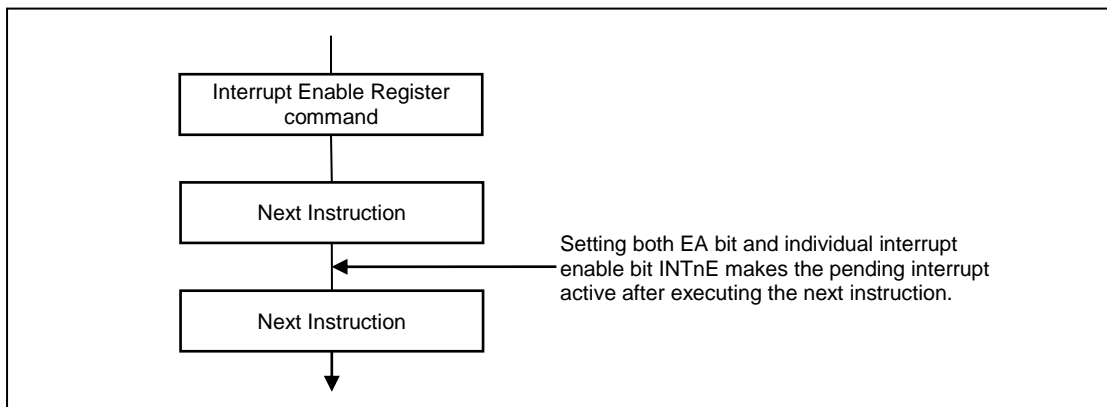 Interrupt Enable Register
command
Next Instruction
Setting both EA bit and individual interrupt
enable bit INTnE makes the pending interrupt
active after executing the next instruction.
Next Instruction